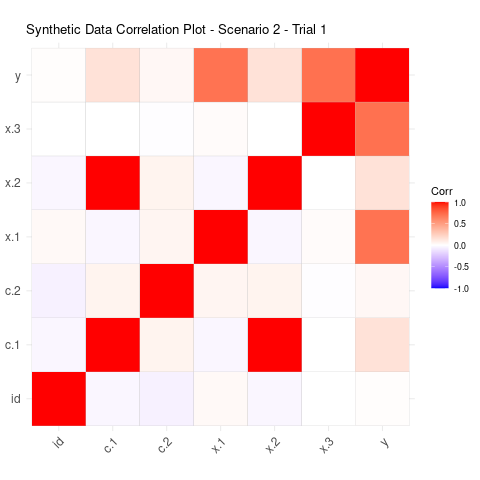 Synthetic Data Correlation Plot - Scenario 2 - Trial 1
y
x.3
x.2
x.1
c.2
c.1
id
id
c.1
c.2
x.1
x.2
x.3
y
Corr
1.0
0.5
0.0
-0.5
-1.0